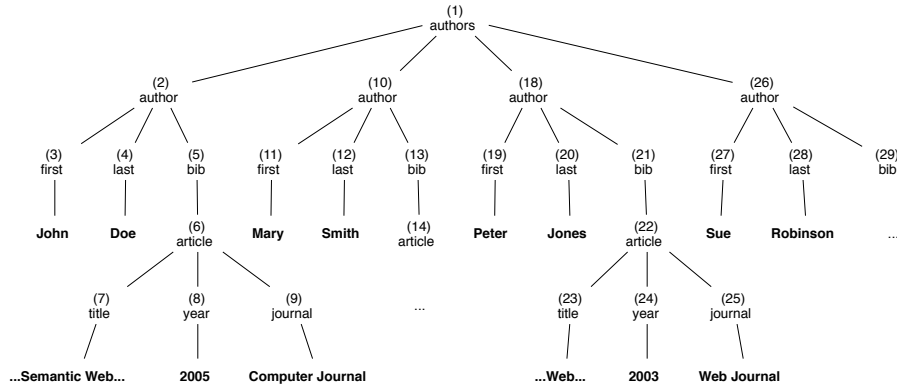 (1)
authors
(2) (10) (18) (26)
author author author author
(3) (4) (5) (11) (12) (13) (19) (20) (21) (27) (28) (29)
first last bib first last bib first last bib first last bib
John Doe (6) Mary Smith (14) Peter Jones (22) Sue Robinson ...
article article article
(7) (8) (9) (23) (24) (25)
title year journal ... title year journal
...Semantic Web... 2005 Computer Journal ...Web... 2003 Web Journal